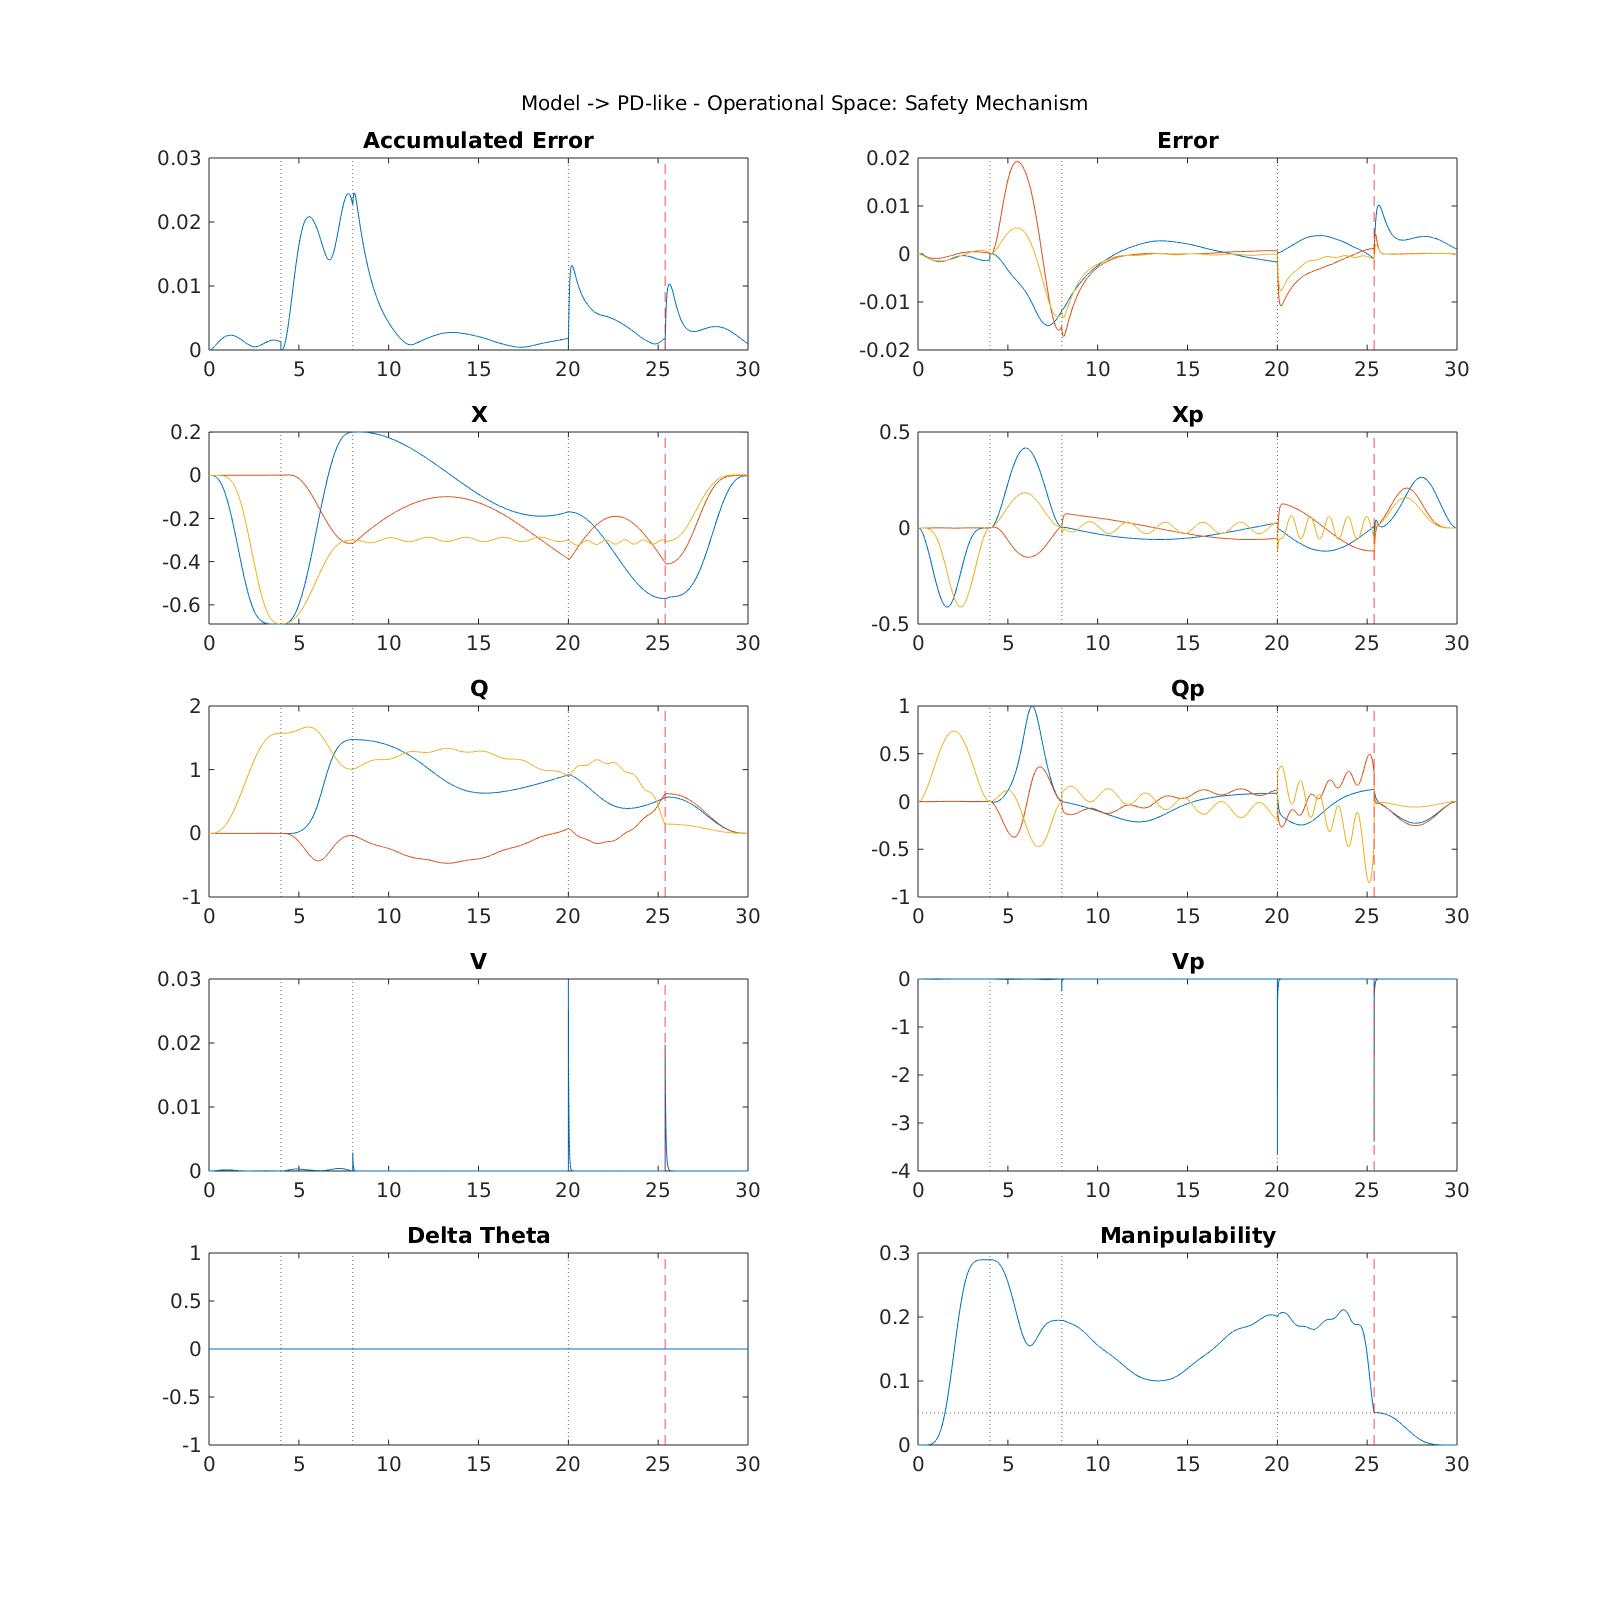 Model -> PD-like - Operational Space: Safety Mechanism
Accumulated Error
0.03
0.02
0.01
0
0 5 10 15 20 25 30
Error
0.02
0.01
0
-0.01
-0.02
0 5 10 15 20 25 30
X
0.2
0
-0.2
-0.4
-0.6
0 5 10 15 20 25 30
Xp
0.5
0
-0.5
0 5 10 15 20 25 30
Q
2
1
0
-1
0 5 10 15 20 25 30
Qp
1
0.5
0
-0.5
-1
0 5 10 15 20 25 30
V
0.03
0.02
0.01
0
0 5 10 15 20 25 30
Vp
0
-1
-2
-3
-4
0 5 10 15 20 25 30
Delta Theta
1
0.5
0
-0.5
-1
0 5 10 15 20 25 30
Manipulability
0.3
0.2
0.1
0
0 5 10 15 20 25 30